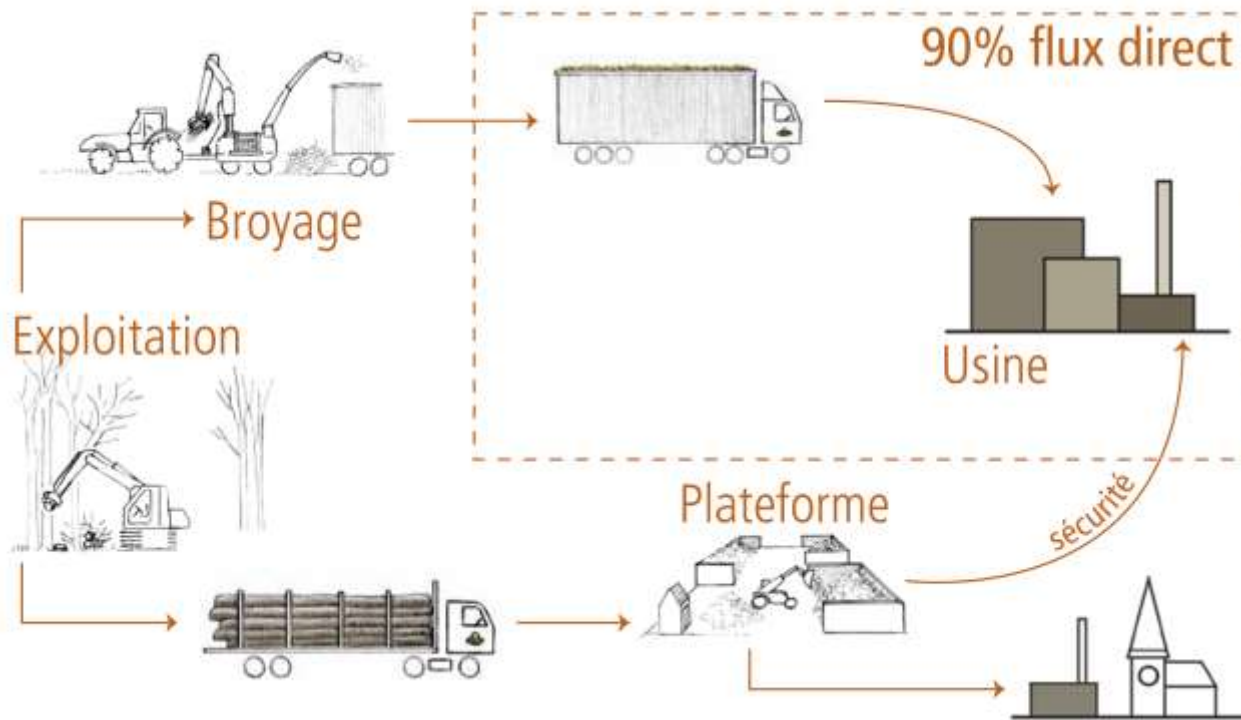 90% flux direct
Broyage
Exploitation
Usine
Plateforme
sécurité